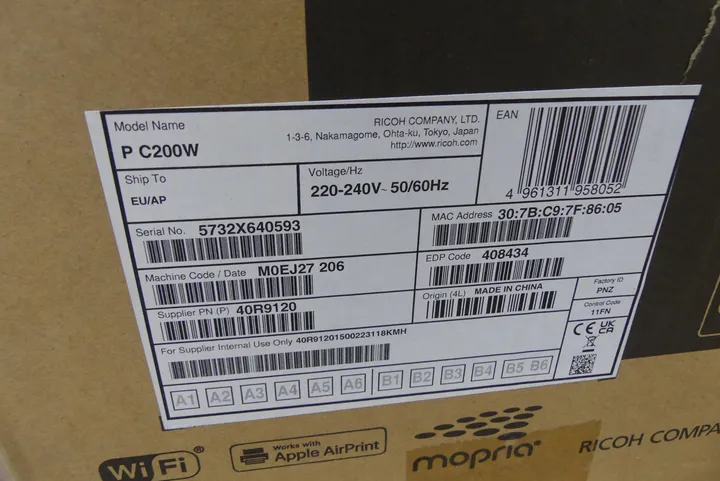 Model Name
P C200W
RICOH COMPANY, LTD.
1-3-6, Nakamagome, Ohta-ku, Tokyo, Japan
http://www.ricoh.com
EAN
4 961311 958052
Ship To
EU/AP
Voltage/Hz
220-240V~ 50/60Hz
Serial No. 5732X640593
MAC Address 30:7B:C9:7F:86:05
Machine Code / Date M0EJ27 206
EDP Code 408434
Supplier PN (P) 40R9120
Origin (4L) MADE IN CHINA
Factory ID
PNZ
Control Code
11FN
For Supplier Internal Use Only 40R91201500223118KMH
CE UK CA
A1 A2 A3 A4 A5 A6 B1 B2 B3 B4 B5 B6
WiFi®
Works with
Apple AirPrint
mopria
RICOH COMPA